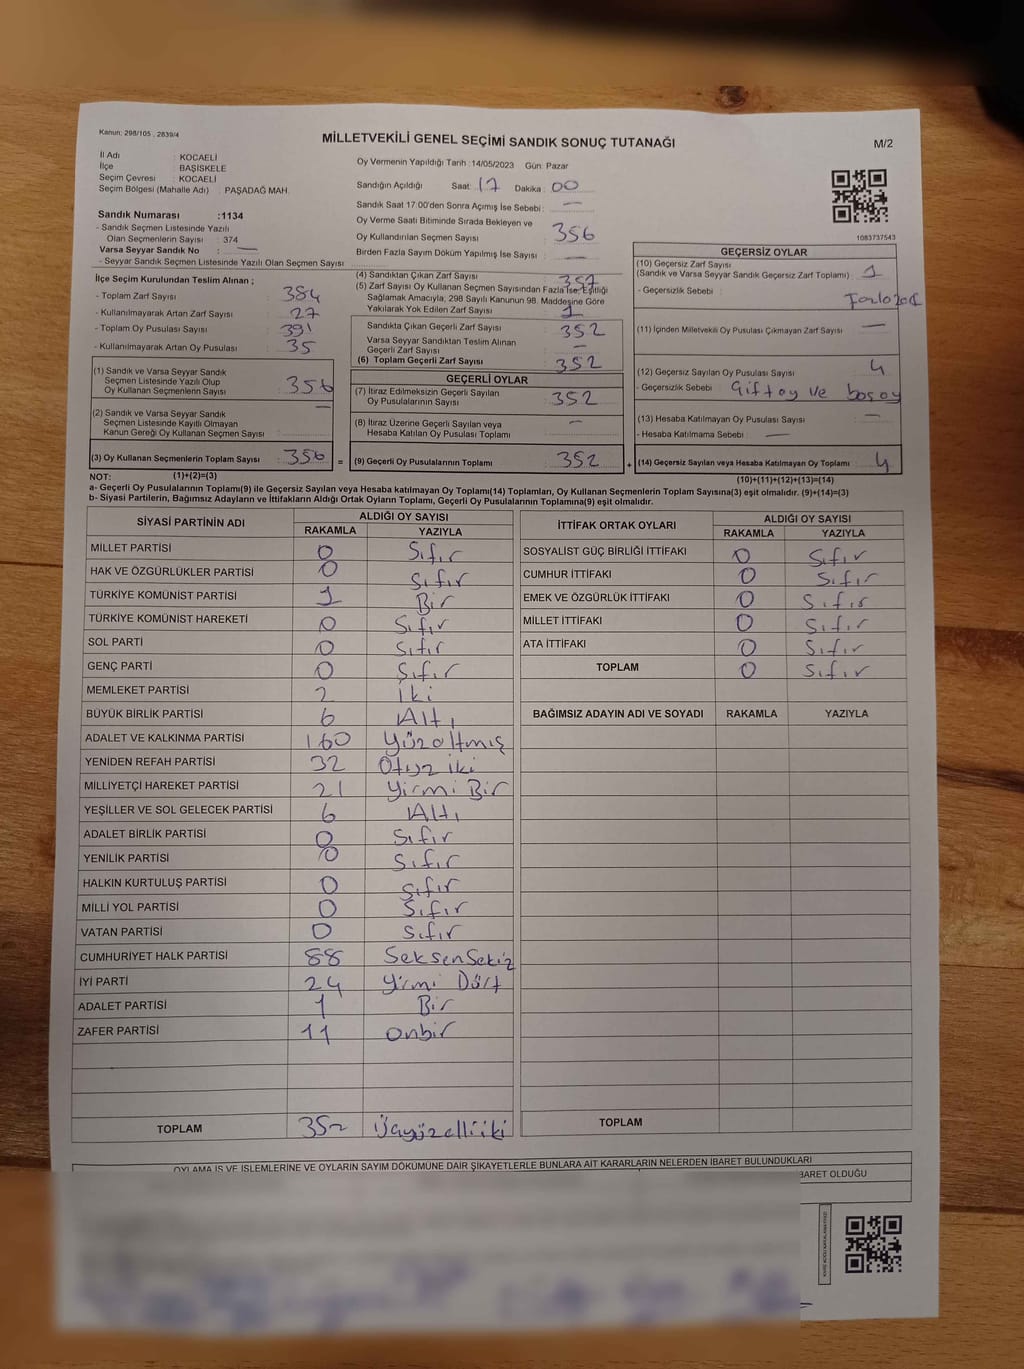 Kanun: 298/105 , 2839/4
MİLLETVEKİLİ GENEL SEÇİMİ SANDIK SONUÇ TUTANAĞI
M/2
İl Adı : KOCAELİ
İlçe : BAŞİSKELE
Seçim Çevresi : KOCAELİ
Seçim Bölgesi (Mahalle Adı) : PAŞADAĞ MAH.
Sandık Numarası :1134
- Sandık Seçmen Listesinde Yazılı
Olan Seçmenlerin Sayısı : 374
Varsa Seyyar Sandık No : —
- Seyyar Sandık Seçmen Listesinde Yazılı Olan Seçmen Sayısı
Oy Vermenin Yapıldığı Tarih :14/05/2023 Gün: Pazar
Sandığın Açıldığı Saat: 17 Dakika : 00
Sandık Saat 17:00'den Sonra Açımış İse Sebebi : —
Oy Verme Saati Bitiminde Sırada Bekleyen ve
Oy Kullandırılan Seçmen Sayısı : 356
Birden Fazla Sayım Döküm Yapılmış İse Sayısı : —
1083737543
İlçe Seçim Kurulundan Teslim Alınan ;
- Toplam Zarf Sayısı : 384
- Kullanılmayarak Artan Zarf Sayısı : 27
- Toplam Oy Pusulası Sayısı : 391
- Kullanılmayarak Artan Oy Pusulası : 35
(1) Sandık ve Varsa Seyyar Sandık
Seçmen Listesinde Yazılı Olup
Oy Kullanan Seçmenlerin Sayısı : 356
(2) Sandık ve Varsa Seyyar Sandık
Seçmen Listesinde Kayıtlı Olmayan
Kanun Gereği Oy Kullanan Seçmen Sayısı : —
(3) Oy Kullanan Seçmenlerin Toplam Sayısı : 356
(4) Sandıktan Çıkan Zarf Sayısı : 357
(5) Zarf Sayısı Oy Kullanan Seçmen Sayısından Fazla İse, Eşitliği
Sağlamak Amacıyla, 298 Sayılı Kanunun 98. Maddesine Göre
Yakılarak Yok Edilen Zarf Sayısı : 1
Sandıkta Çıkan Geçerli Zarf Sayısı : 352
Varsa Seyyar Sandıktan Teslim Alınan
Geçerli Zarf Sayısı : —
(6) Toplam Geçerli Zarf Sayısı : 352
GEÇERLİ OYLAR
(7) İtiraz Edilmeksizin Geçerli Sayılan
Oy Pusulalarının Sayısı : 352
(8) İtiraz Üzerine Geçerli Sayılan veya
Hesaba Katılan Oy Pusulası Toplamı : —
= (9) Geçerli Oy Pusulalarının Toplamı : 352
GEÇERSİZ OYLAR
(10) Geçersiz Zarf Sayısı
(Sandık ve Varsa Seyyar Sandık Geçersiz Zarf Toplamı) : 1
- Geçersizlik Sebebi :
(11) İçinden Milletvekili Oy Pusulası Çıkmayan Zarf Sayısı : —
(12) Geçersiz Sayılan Oy Pusulası Sayısı : 4
- Geçersizlik Sebebi : Çift oy ve boş oy
(13) Hesaba Katılmayan Oy Pusulası Sayısı : —
- Hesaba Katılmama Sebebi : —
+ (14) Geçersiz Sayılan veya Hesaba Katılmayan Oy Toplamı : 4
NOT: (1)+(2)=(3)
(10)+(11)+(12)+(13)=(14)
a- Geçerli Oy Pusulalarının Toplamı(9) ile Geçersiz Sayılan veya Hesaba katılmayan Oy Toplamı(14) Toplamları, Oy Kullanan Seçmenlerin Toplam Sayısına(3) eşit olmalıdır. (9)+(14)=(3)
b- Siyasi Partilerin, Bağımsız Adayların ve İttifakların Aldığı Ortak Oyların Toplamı, Geçerli Oy Pusulalarının Toplamına(9) eşit olmalıdır.
SİYASİ PARTİNİN ADI ALDIĞI OY SAYISI
RAKAMLA YAZIYLA
MİLLET PARTİSİ 0 Sıfır
HAK VE ÖZGÜRLÜKLER PARTİSİ 0 Sıfır
TÜRKİYE KOMÜNİST PARTİSİ 1 Bir
TÜRKİYE KOMÜNİST HAREKETİ 0 Sıfır
SOL PARTİ 0 Sıfır
GENÇ PARTİ 0 Sıfır
MEMLEKET PARTİSİ 2 İki
BÜYÜK BİRLİK PARTİSİ 6 Altı
ADALET VE KALKINMA PARTİSİ 160 Yüzaltmış
YENİDEN REFAH PARTİSİ 32 Otuz iki
MİLLİYETÇİ HAREKET PARTİSİ 21 Yirmi Bir
YEŞİLLER VE SOL GELECEK PARTİSİ 6 Altı
ADALET BİRLİK PARTİSİ 0 Sıfır
YENİLİK PARTİSİ 0 Sıfır
HALKIN KURTULUŞ PARTİSİ 0 Sıfır
MİLLİ YOL PARTİSİ 0 Sıfır
VATAN PARTİSİ 0 Sıfır
CUMHURİYET HALK PARTİSİ 88 SeksenSekiz
İYİ PARTİ 24 Yirmi Dört
ADALET PARTİSİ 1 Bir
ZAFER PARTİSİ 11 Onbir
TOPLAM 352 Üçyüzelliiki
İTTİFAK ORTAK OYLARI ALDIĞI OY SAYISI
RAKAMLA YAZIYLA
SOSYALİST GÜÇ BİRLİĞİ İTTİFAKI 0 Sıfır
CUMHUR İTTİFAKI 0 Sıfır
EMEK VE ÖZGÜRLÜK İTTİFAKI 0 Sıfır
MİLLET İTTİFAKI 0 Sıfır
ATA İTTİFAKI 0 Sıfır
TOPLAM 0 Sıfır
BAĞIMSIZ ADAYIN ADI VE SOYADI RAKAMLA YAZIYLA
TOPLAM
OYLAMA İŞ VE İŞLEMLERİNE VE OYLARIN SAYIM DÖKÜMÜNE DAİR ŞİKAYETLERLE BUNLARA AİT KARARLARIN NELERDEN İBARET BULUNDUKLARI
BARET OLDUĞU